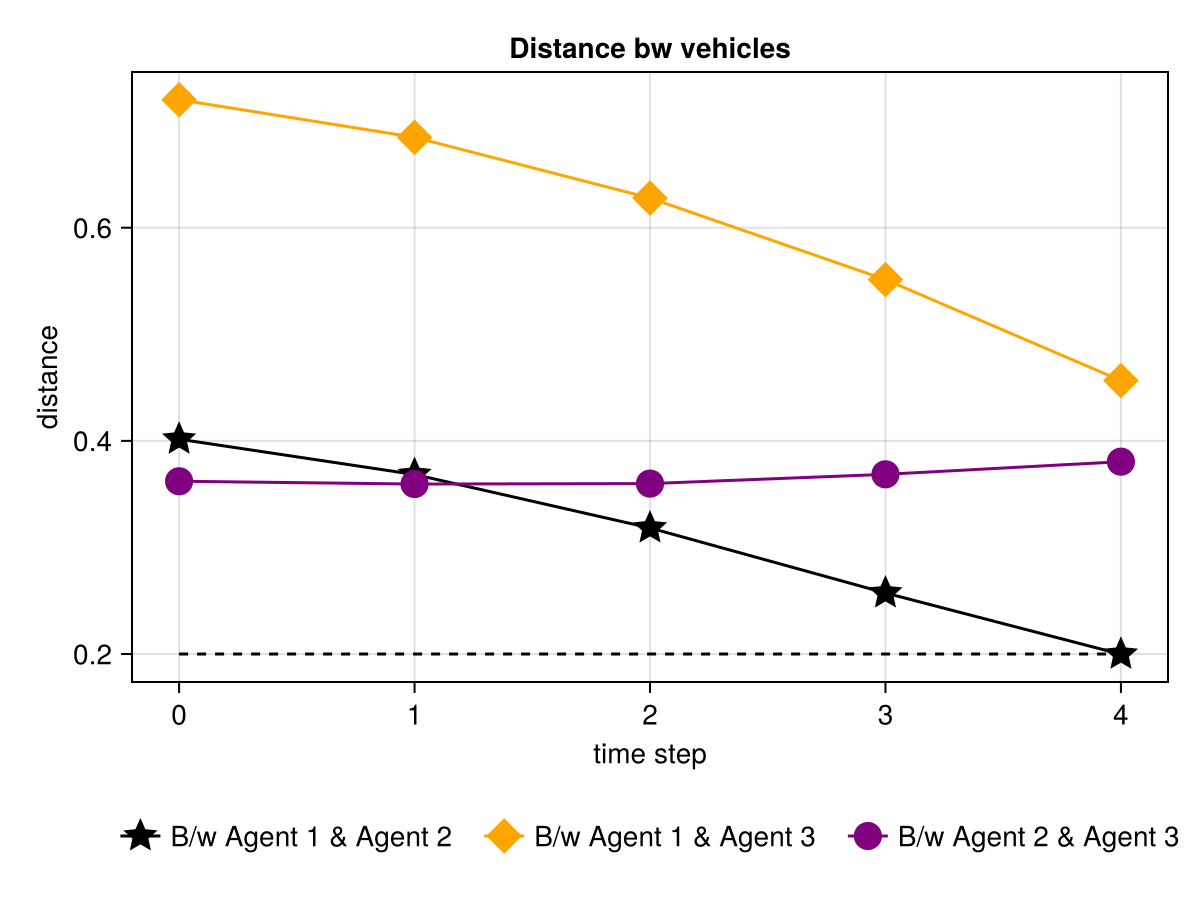 Distance bw vehicles
distance
0.6
0.4
0.2
0 1 2 3 4
time step
B/w Agent 1 & Agent 2 B/w Agent 1 & Agent 3 B/w Agent 2 & Agent 3